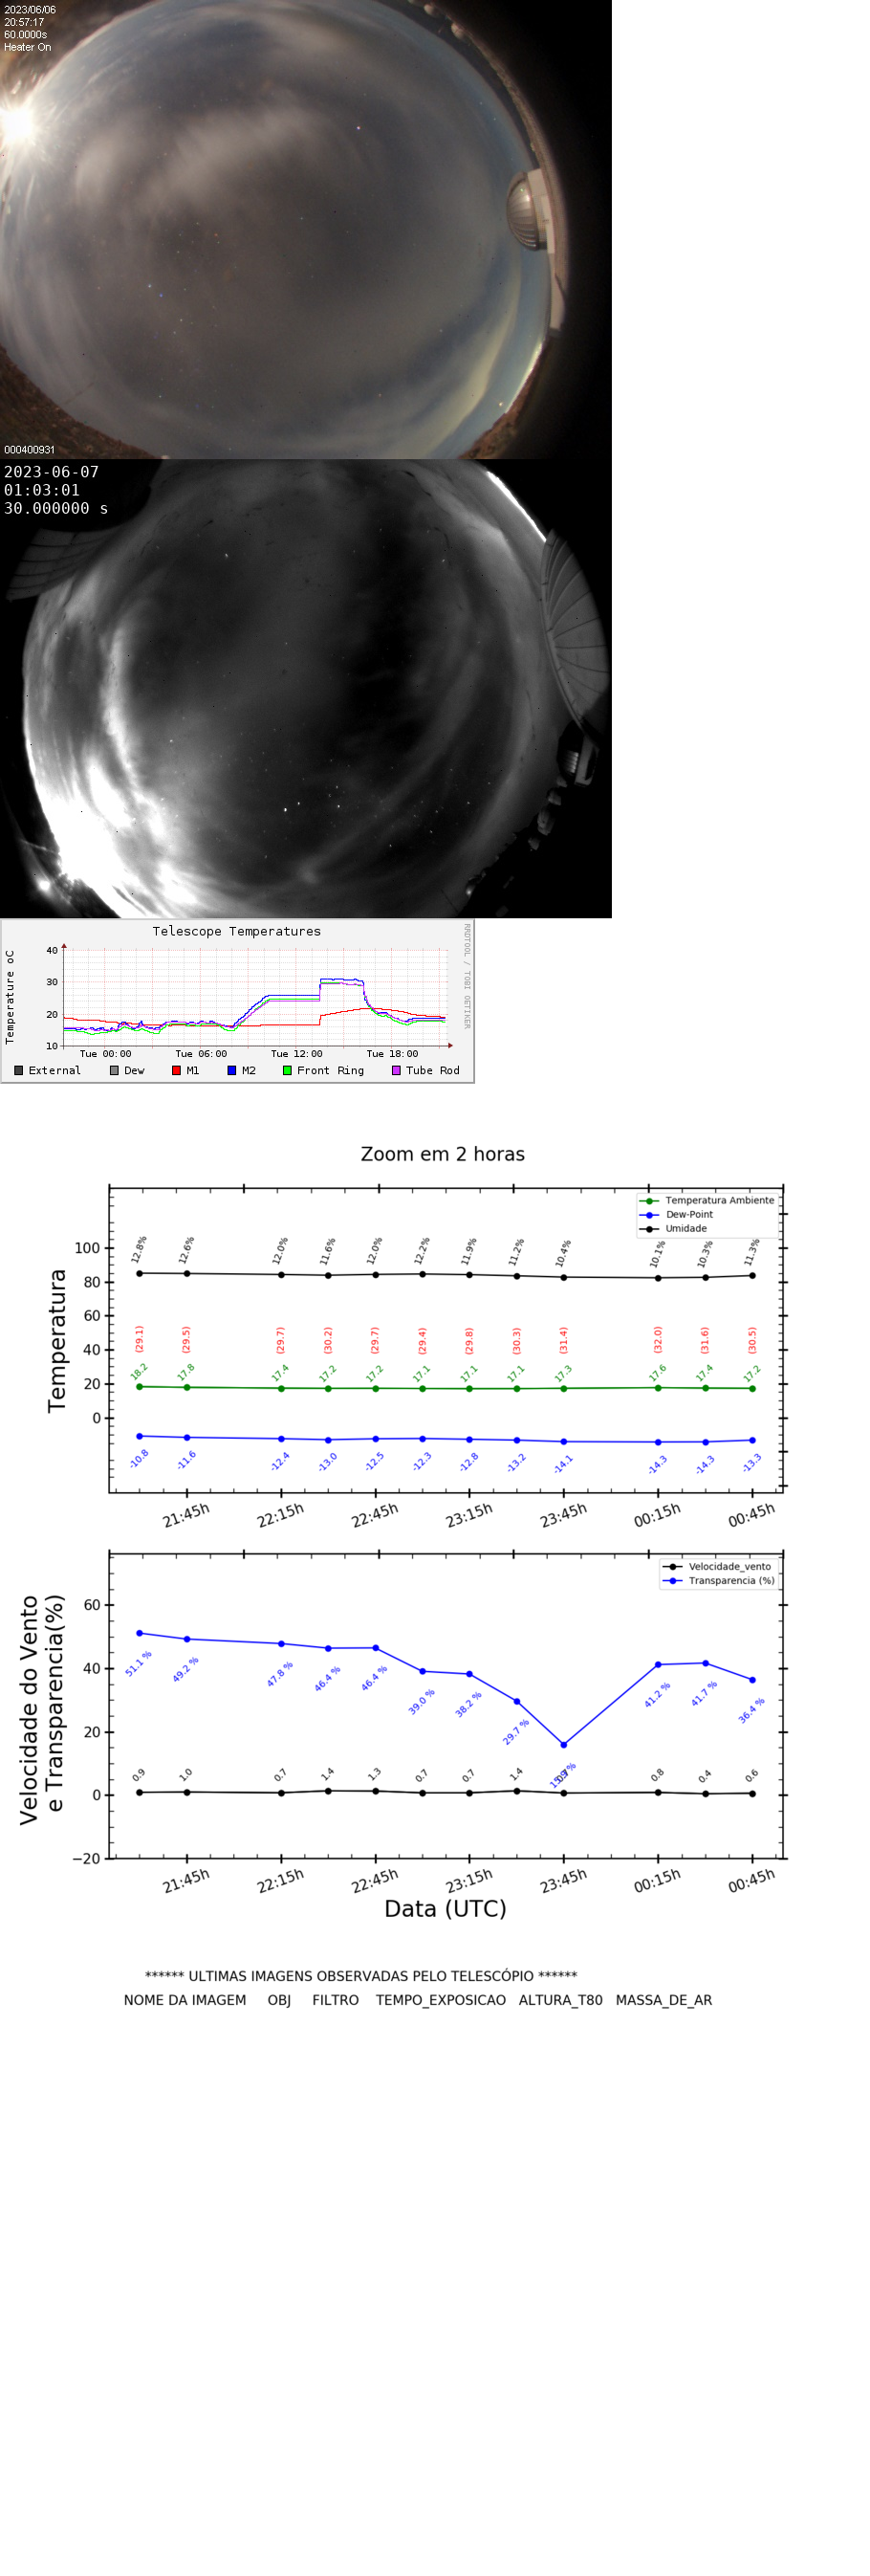 2023/06/06
20:57:17
60.0000s
Heater On
000400931
2023-06-07
01:03:01
30.000000 s
Telescope Temperatures
RRDTOOL / TOBI OETIKER
Temperature oC
40
30
20
10
Tue 00:00 Tue 06:00 Tue 12:00 Tue 18:00
External Dew M1 M2 Front Ring Tube Rod
Zoom em 2 horas
Temperatura Ambiente
Dew-Point
Umidade
Temperatura
100
80
60
40
20
0
12.8% 12.6% 12.0% 11.6% 12.0% 12.2% 11.9% 11.2% 10.4% 10.1% 10.3% 11.3%
(29.1) (29.5) (29.7) (30.2) (29.7) (29.4) (29.8) (30.3) (31.4) (32.0) (31.6) (30.5)
18.2 17.8 17.4 17.2 17.2 17.1 17.1 17.1 17.3 17.6 17.4 17.2
-10.8 -11.6 -12.4 -13.0 -12.5 -12.3 -12.8 -13.2 -14.1 -14.3 -14.3 -13.3
21:45h 22:15h 22:45h 23:15h 23:45h 00:15h 00:45h
Velocidade_vento
Transparencia (%)
Velocidade do Vento
e Transparencia(%)
60
40
20
0
−20
51.1 % 49.2 % 47.8 % 46.4 % 46.4 % 39.0 % 38.2 % 29.7 % 41.2 % 41.7 % 36.4 %
0.9 1.0 0.7 1.4 1.3 0.7 0.7 1.4 0.8 0.4 0.6
21:45h 22:15h 22:45h 23:15h 23:45h 00:15h 00:45h
Data (UTC)
****** ULTIMAS IMAGENS OBSERVADAS PELO TELESCÓPIO ******
NOME DA IMAGEM OBJ FILTRO TEMPO_EXPOSICAO ALTURA_T80 MASSA_DE_AR